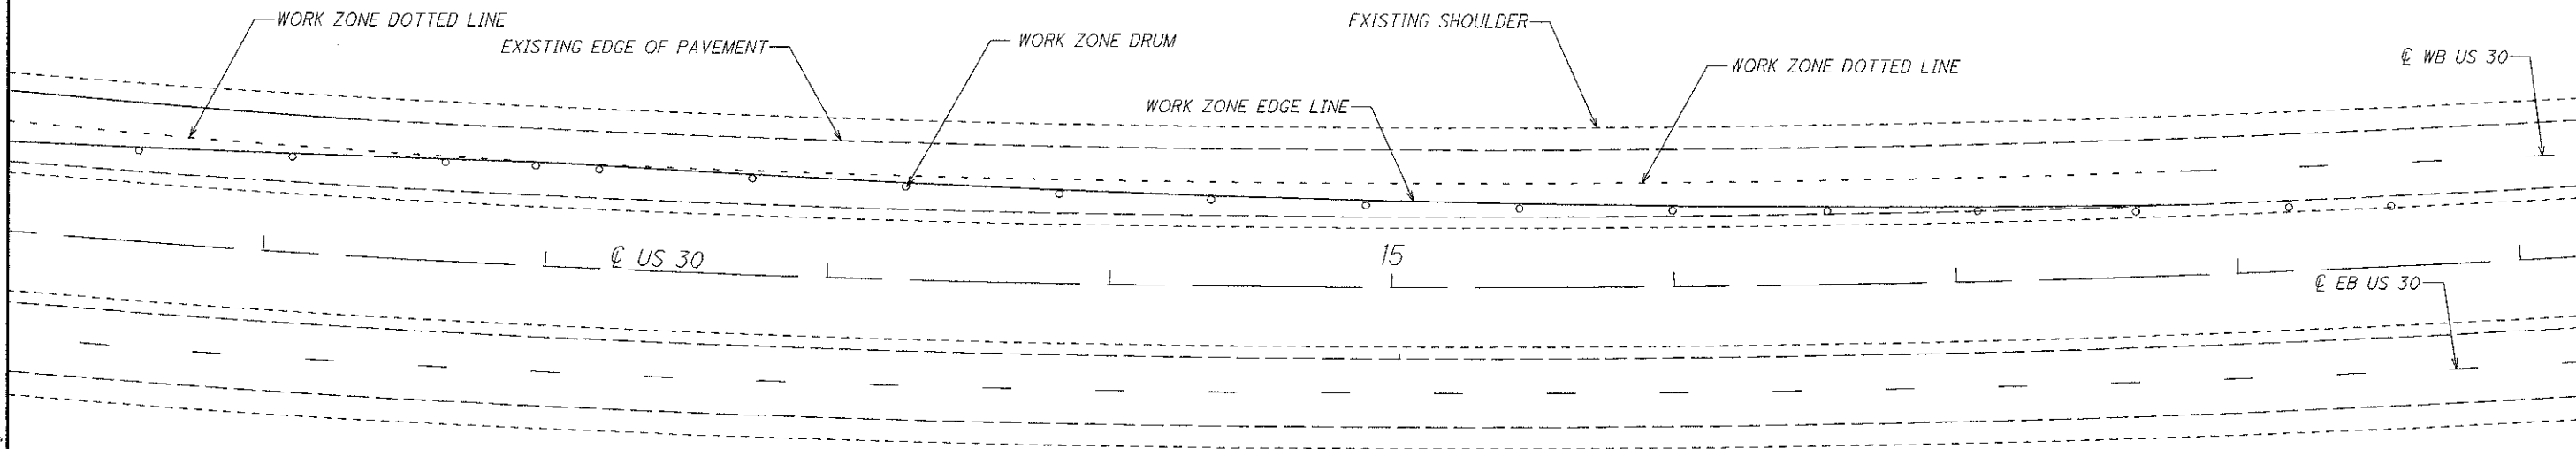 WORK ZONE DOTTED LINE
EXISTING EDGE OF PAVEMENT
WORK ZONE DRUM
EXISTING SHOULDER
WORK ZONE DOTTED LINE
℄ WB US 30
WORK ZONE EDGE LINE
℄ US 30
15
℄ EB US 30